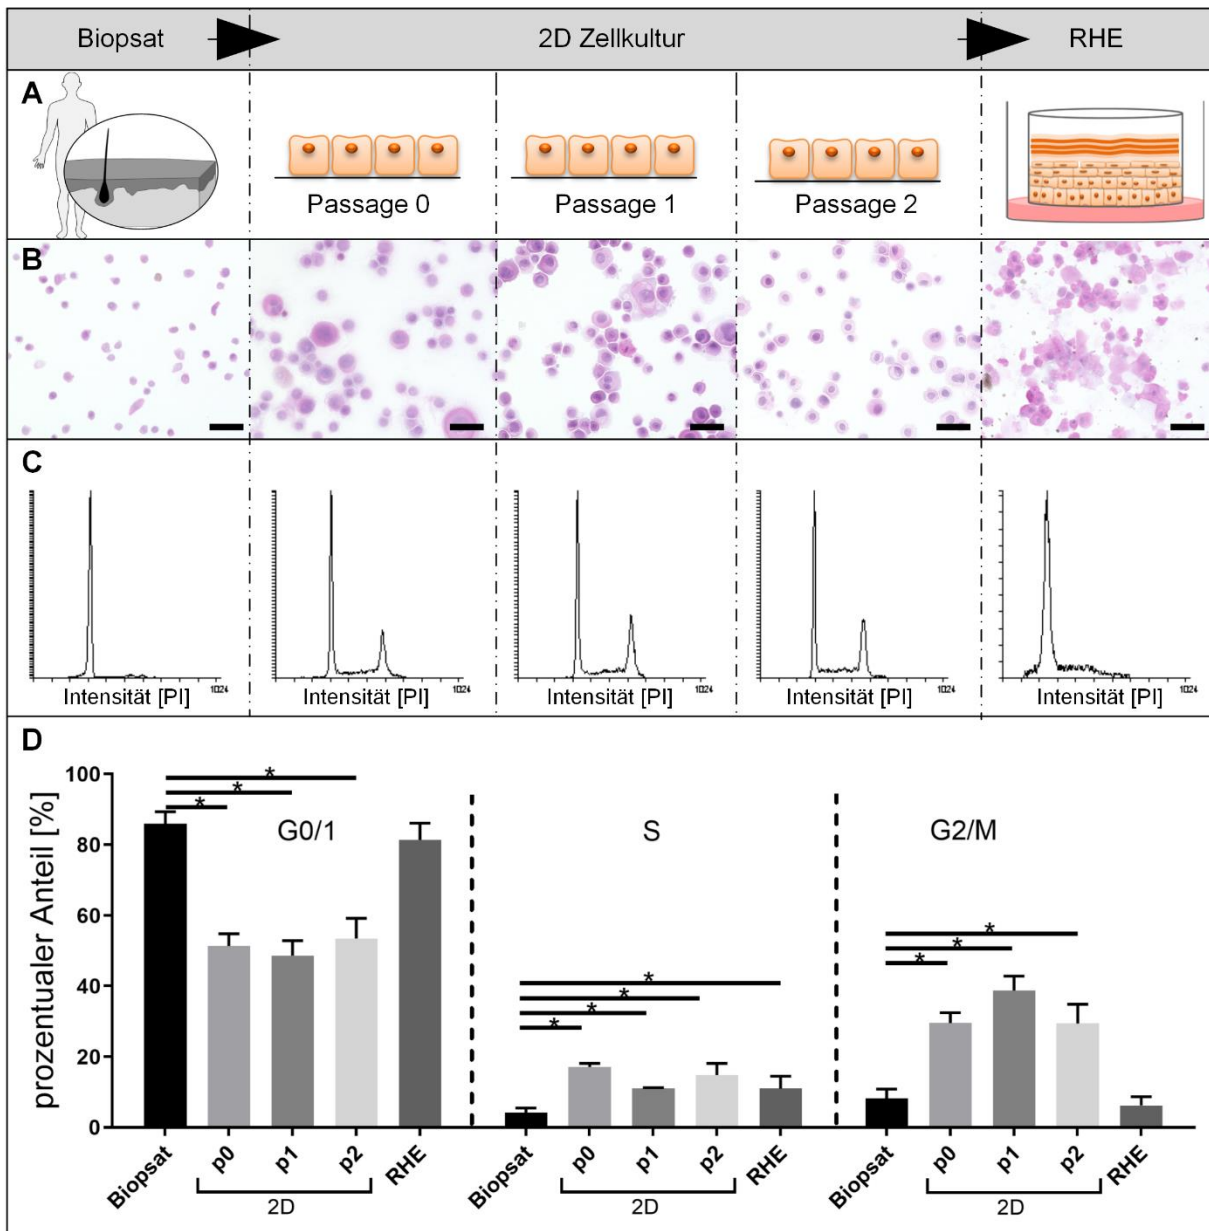 Biopsat
2D Zellkultur
RHE
A
Passage 0
Passage 1
Passage 2
B
C
Intensität [PI]
1024
Intensität [PI]
1024
Intensität [PI]
1024
Intensität [PI]
1024
Intensität [PI]
1024
D
prozentualer Anteil [%]
100
80
60
40
20
0
G0/1
S
G2/M
*
*
*
*
*
*
*
*
*
*
Biopsat
p0
p1
p2
RHE
2D
Biopsat
p0
p1
p2
RHE
2D
Biopsat
p0
p1
p2
RHE
2D